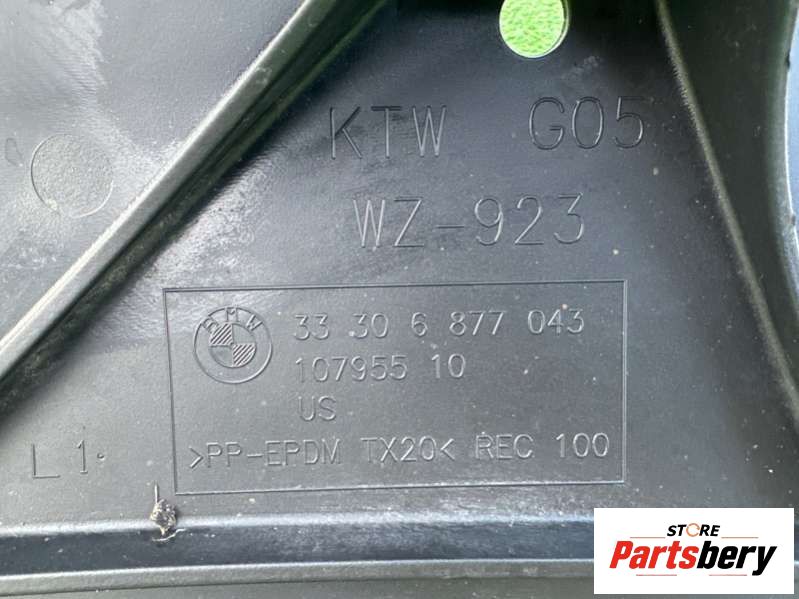 KTW G05
WZ-923
BMW
33 30 6 877 043
107955 10
US
>PP-EPDM TX20< REC 100
L 1.
STORE
Partsbery